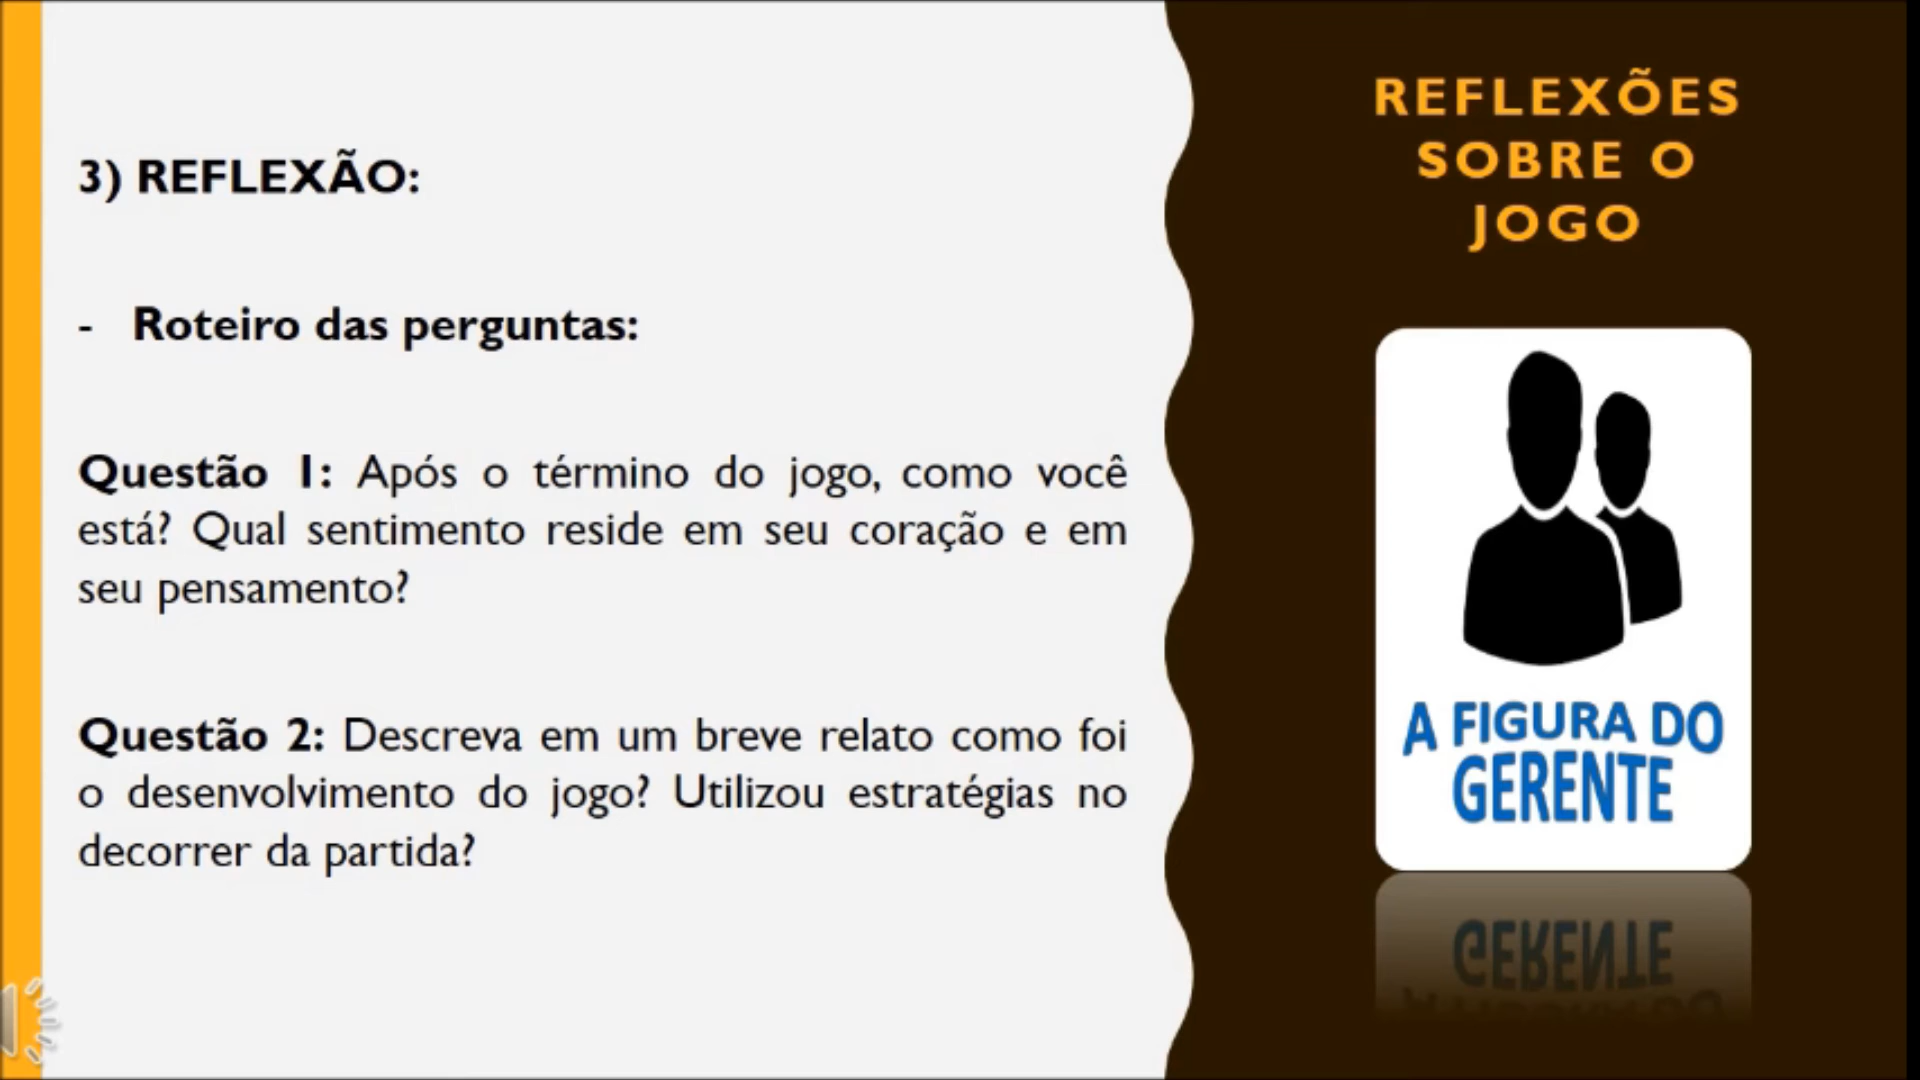 3) REFLEXÃO:
- Roteiro das perguntas:
Questão 1: Após o término do jogo, como você
está? Qual sentimento reside em seu coração e em
seu pensamento?
Questão 2: Descreva em um breve relato como foi
o desenvolvimento do jogo? Utilizou estratégias no
decorrer da partida?
REFLEXÕES
SOBRE O
JOGO
A FIGURA DO
GERENTE